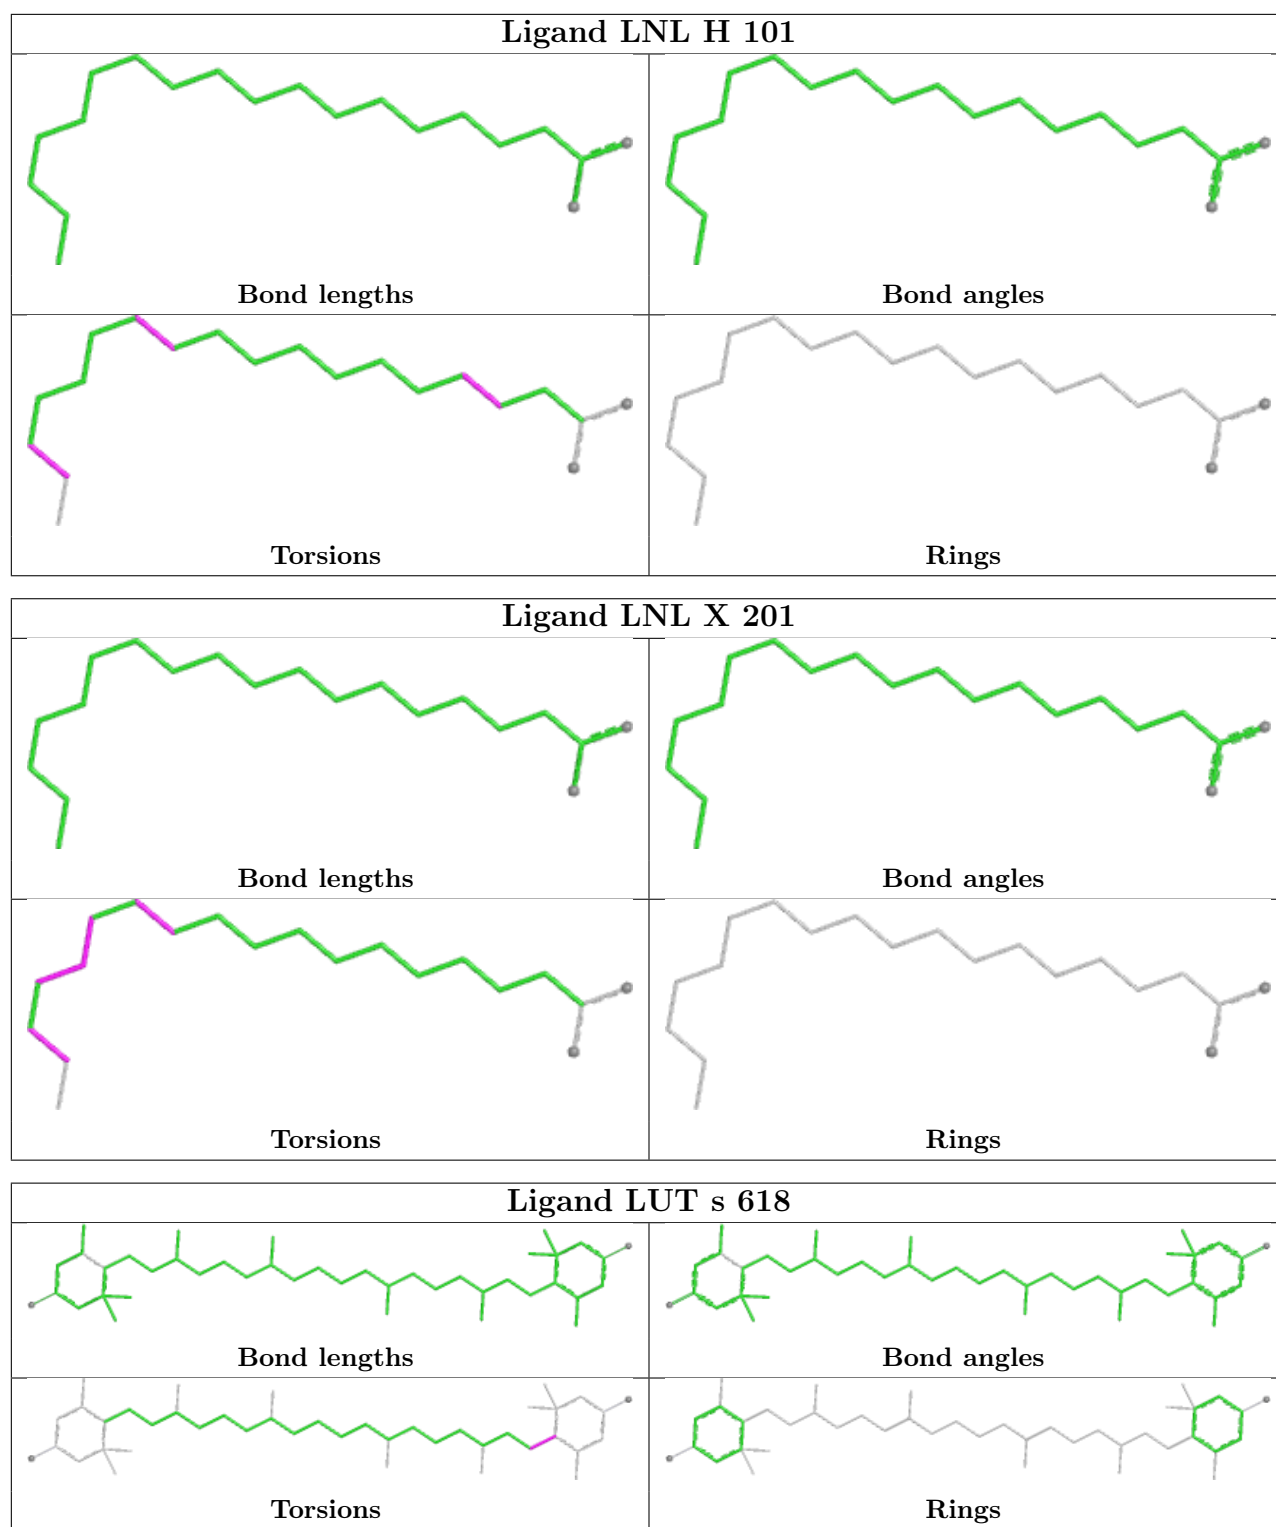 Ligand LNL H 101
Bond lengths
Bond angles
Torsions
Rings
Ligand LNL X 201
Bond lengths
Bond angles
Torsions
Rings
Ligand LUT s 618
Bond lengths
Bond angles
Torsions
Rings